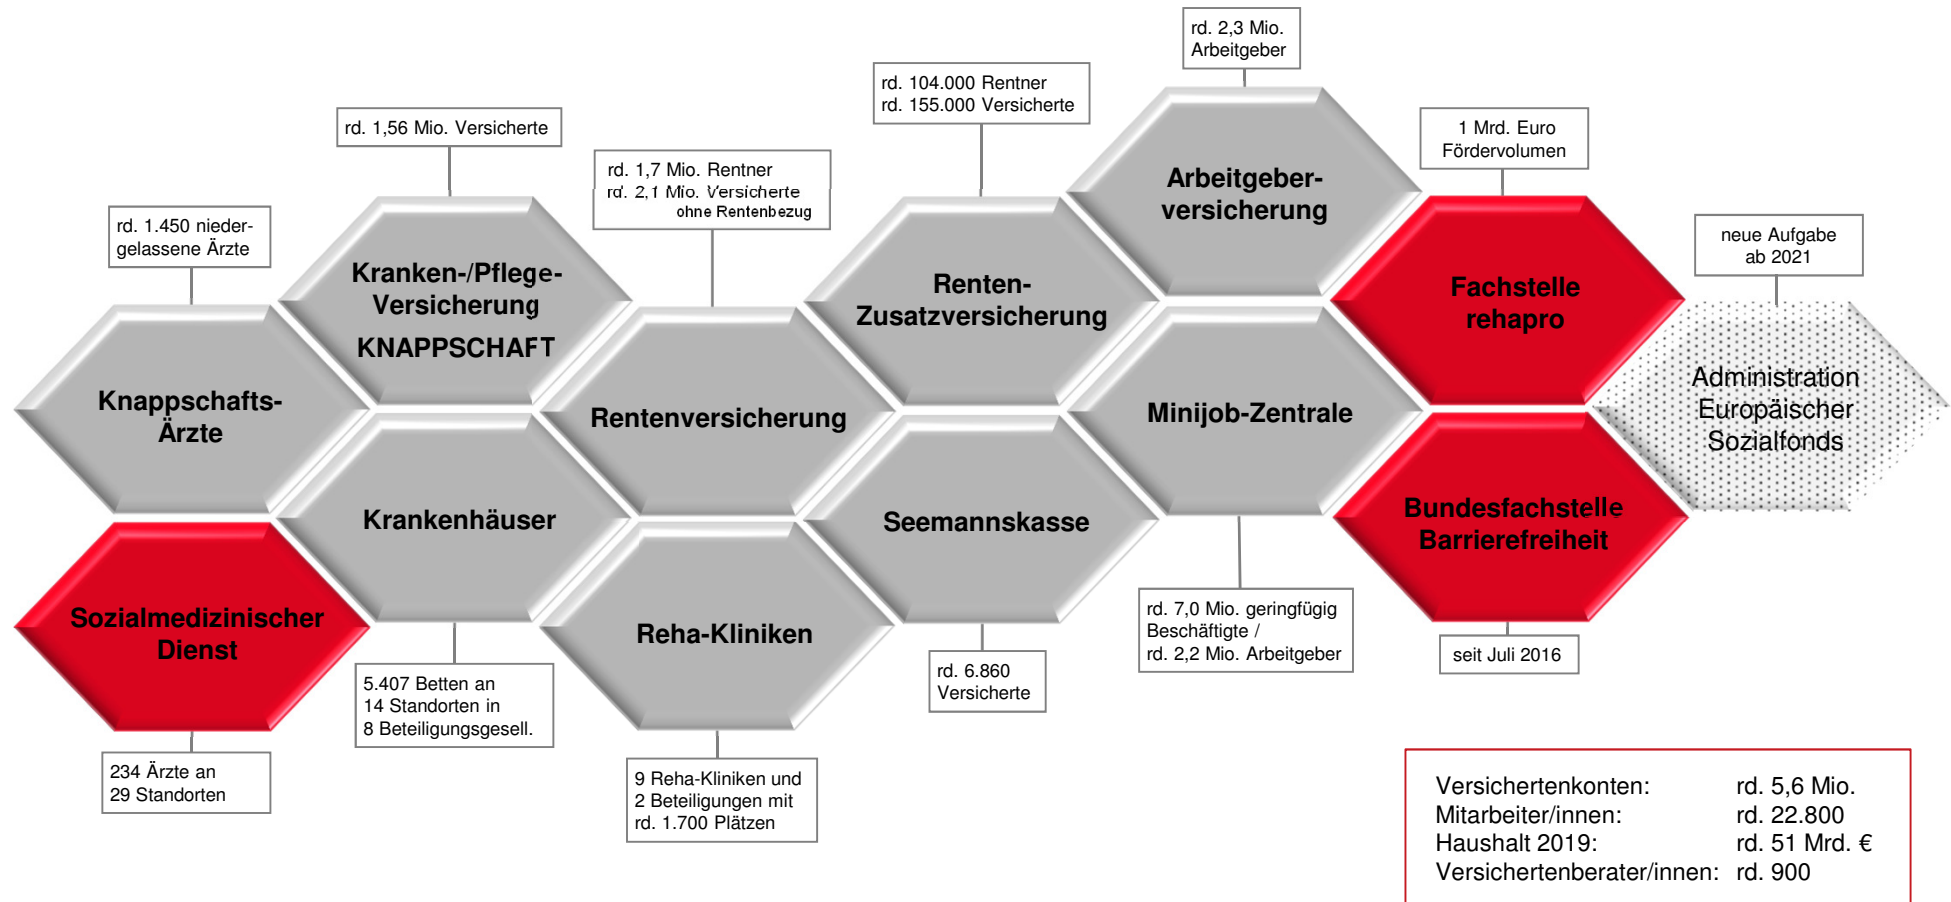 rd. 2,3 Mio.
Arbeitgeber
rd. 104.000 Rentner
rd. 155.000 Versicherte
rd. 1,56 Mio. Versicherte
1 Mrd. Euro
Fördervolumen
rd. 1,7 Mio. Rentner
rd. 2,1 Mio. Versicherte
ohne Rentenbezug
Arbeitgeber-
versicherung
rd. 1.450 nieder-
gelassene Ärzte
neue Aufgabe
ab 2021
Kranken-/Pflege-
Versicherung
KNAPPSCHAFT
Renten-
Zusatzversicherung
Fachstelle
rehapro
Knappschafts-
Ärzte
Rentenversicherung
Minijob-Zentrale
Administration
Europäischer
Sozialfonds
Krankenhäuser
Seemannskasse
Bundesfachstelle
Barrierefreiheit
Sozialmedizinischer
Dienst
Reha-Kliniken
rd. 7,0 Mio. geringfügig
Beschäftigte /
rd. 2,2 Mio. Arbeitgeber
seit Juli 2016
5.407 Betten an
14 Standorten in
8 Beteiligungsgesell.
rd. 6.860
Versicherte
234 Ärzte an
29 Standorten
9 Reha-Kliniken und
2 Beteiligungen mit
rd. 1.700 Plätzen
Versichertenkonten: rd. 5,6 Mio.
Mitarbeiter/innen: rd. 22.800
Haushalt 2019: rd. 51 Mrd. €
Versichertenberater/innen: rd. 900